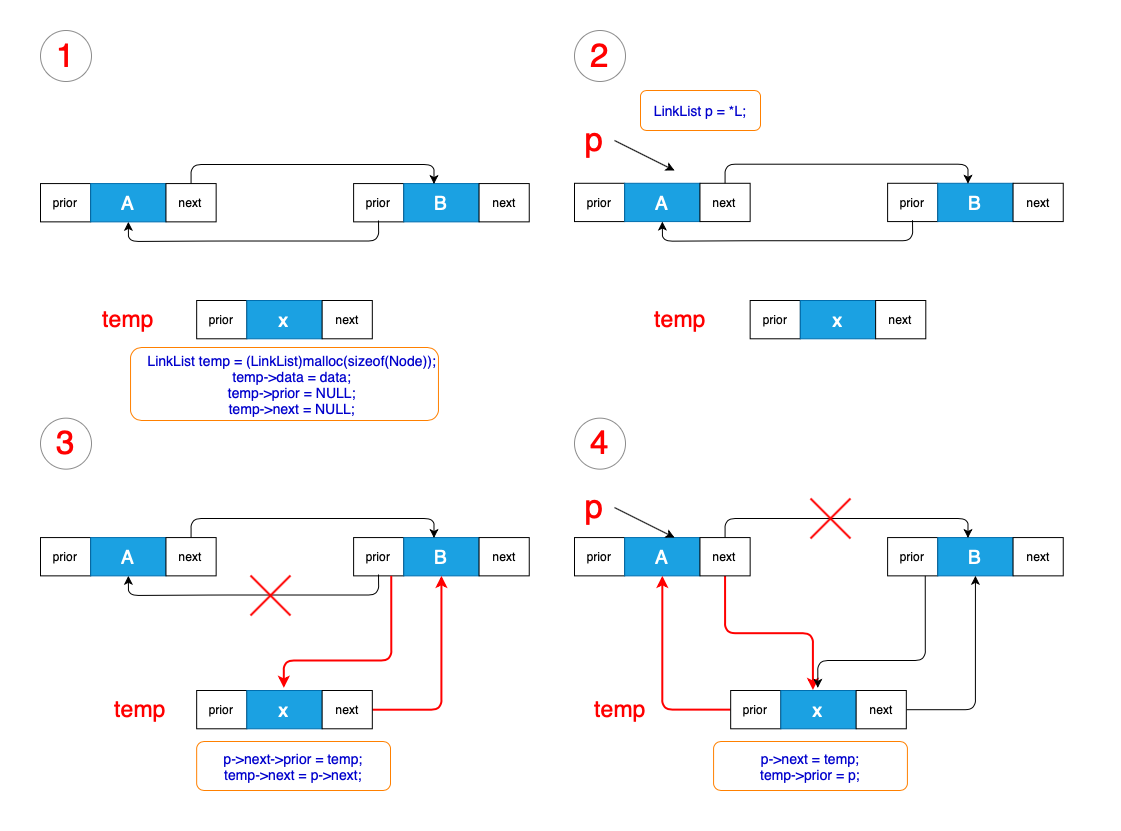 1
prior A next prior B next
temp prior x next
LinkList temp = (LinkList)malloc(sizeof(Node));
temp->data = data;
temp->prior = NULL;
temp->next = NULL;
2
LinkList p = *L;
p
prior A next prior B next
temp prior x next
3
prior A next prior B next
temp prior x next
p->next->prior = temp;
temp->next = p->next;
4
p
prior A next prior B next
temp prior x next
p->next = temp;
temp->prior = p;